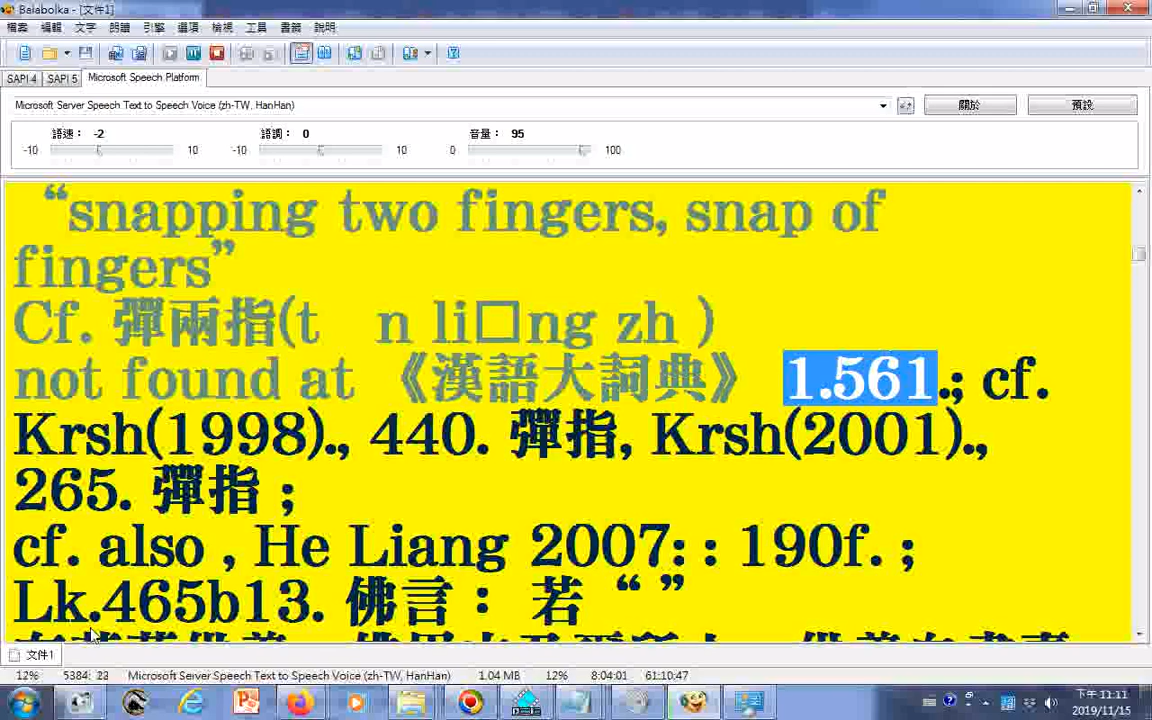 Balabolka - [文件1]
檔案 編輯 文字 朗讀 引擎 選項 檢視 工具 書籤 說明
SAPI 4 SAPI 5 Microsoft Speech Platform
Microsoft Server Speech Text to Speech Voice (zh-TW, HanHan) 關於 預設
語速： -2 語調： 0 音量： 95
-10 10 -10 10 0 100
“snapping two fingers, snap of
fingers”
Cf. 彈兩指(t n li□ng zh )
not found at 《漢語大詞典》 1.561.; cf.
Krsh(1998)., 440. 彈指, Krsh(2001).,
265. 彈指 ;
cf. also , He Liang 2007: : 190f. ;
Lk.465b13. 佛言： 若 “ ”
文件1
12% 5384: 23 Microsoft Server Speech Text to Speech Voice (zh-TW, HanHan) 1.04 MB 12% 8:04:01 61:10:47
下午 11:11
2019/11/15